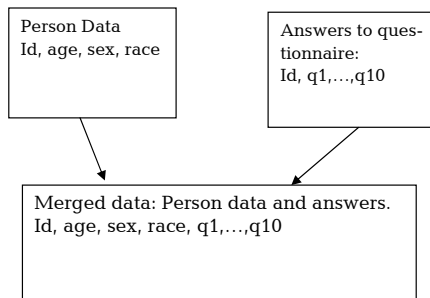 Person Data
Id, age, sex, race
Answers to ques-
tionnaire:
Id, q1,…,q10
Merged data: Person data and answers.
Id, age, sex, race, q1,…,q10